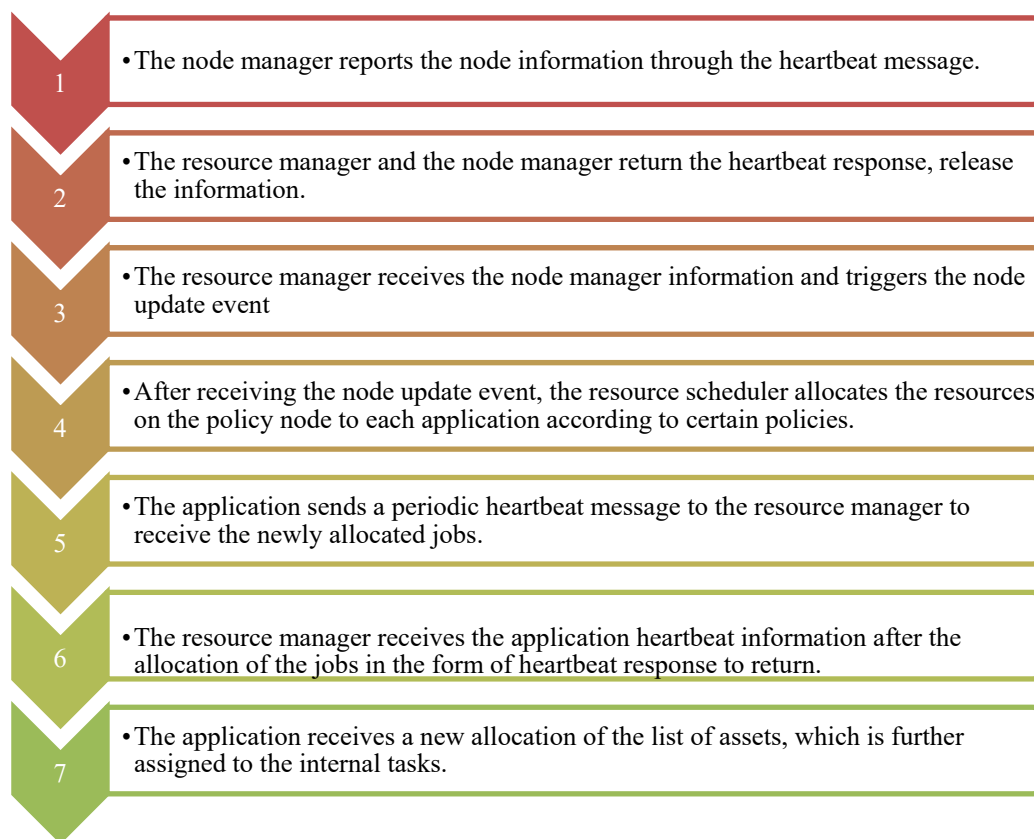 1
•The node manager reports the node information through the heartbeat message.
2
•The resource manager and the node manager return the heartbeat response, release
the information.
3
•The resource manager receives the node manager information and triggers the node
update event
4
•After receiving the node update event, the resource scheduler allocates the resources
on the policy node to each application according to certain policies.
5
•The application sends a periodic heartbeat message to the resource manager to
receive the newly allocated jobs.
6
•The resource manager receives the application heartbeat information after the
allocation of the jobs in the form of heartbeat response to return.
7
•The application receives a new allocation of the list of assets, which is further
assigned to the internal tasks.